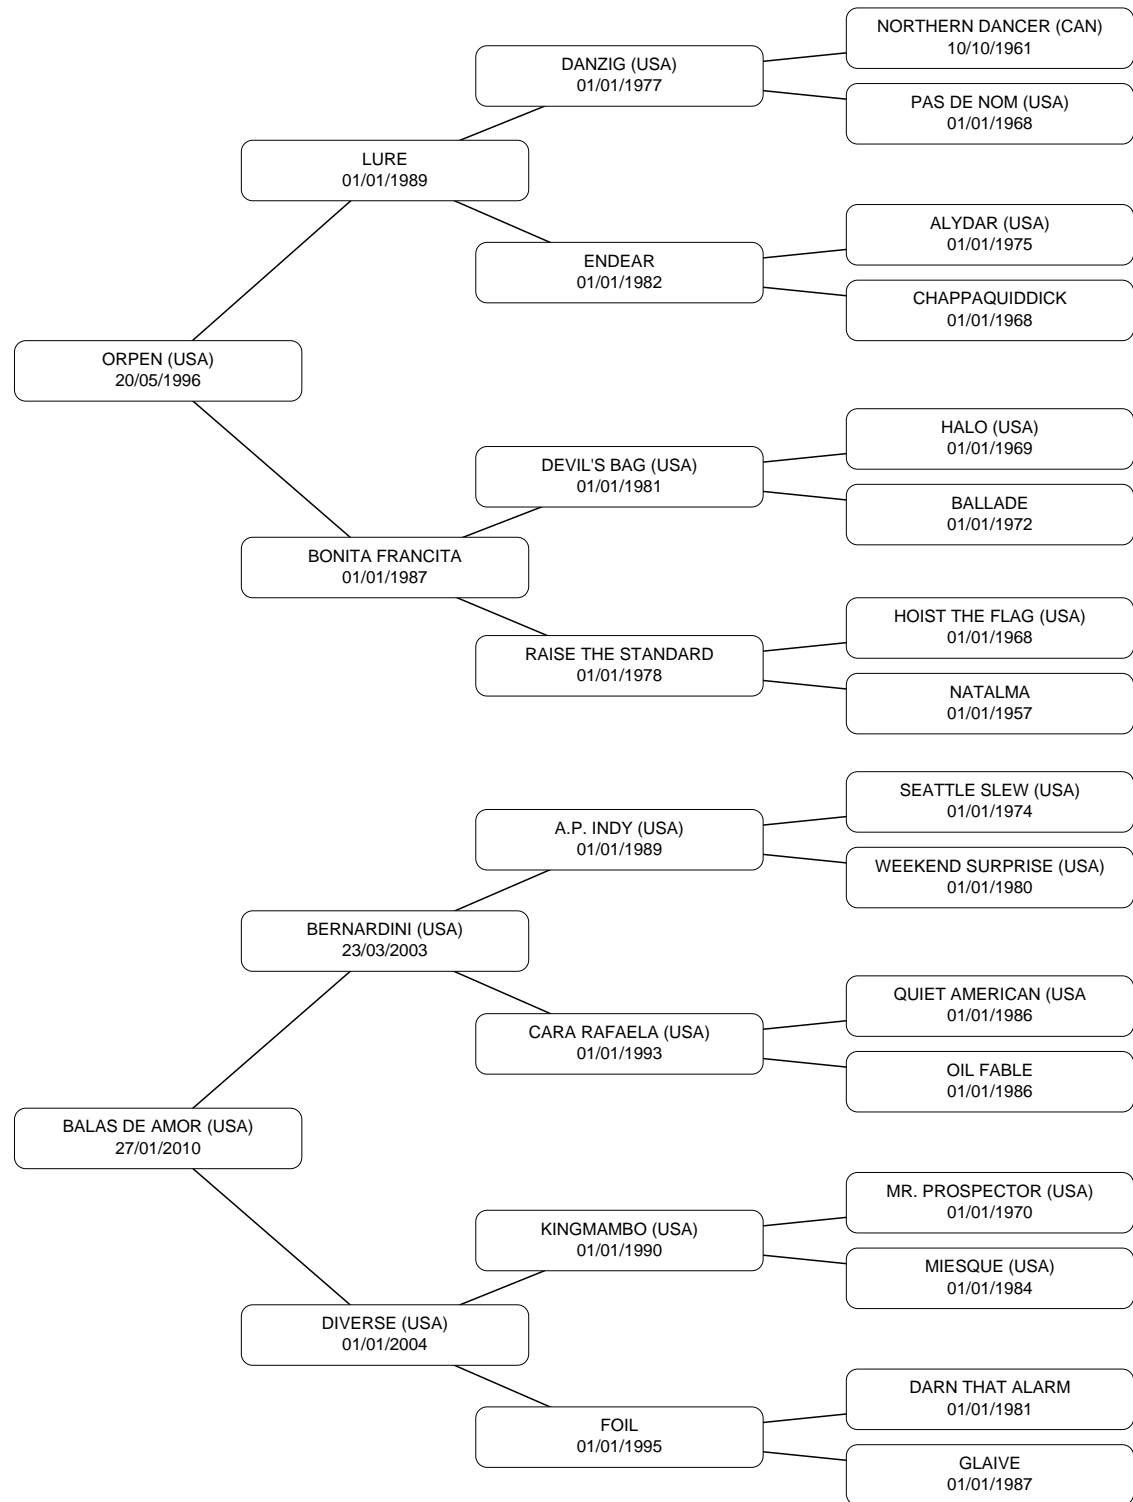 NORTHERN DANCER (CAN)
10/10/1961
DANZIG (USA)
01/01/1977
PAS DE NOM (USA)
01/01/1968
LURE
01/01/1989
ALYDAR (USA)
01/01/1975
ENDEAR
01/01/1982
CHAPPAQUIDDICK
01/01/1968
ORPEN (USA)
20/05/1996
HALO (USA)
01/01/1969
DEVIL'S BAG (USA)
01/01/1981
BALLADE
01/01/1972
BONITA FRANCITA
01/01/1987
HOIST THE FLAG (USA)
01/01/1968
RAISE THE STANDARD
01/01/1978
NATALMA
01/01/1957
SEATTLE SLEW (USA)
01/01/1974
A.P. INDY (USA)
01/01/1989
WEEKEND SURPRISE (USA)
01/01/1980
BERNARDINI (USA)
23/03/2003
QUIET AMERICAN (USA
01/01/1986
CARA RAFAELA (USA)
01/01/1993
OIL FABLE
01/01/1986
BALAS DE AMOR (USA)
27/01/2010
MR. PROSPECTOR (USA)
01/01/1970
KINGMAMBO (USA)
01/01/1990
MIESQUE (USA)
01/01/1984
DIVERSE (USA)
01/01/2004
DARN THAT ALARM
01/01/1981
FOIL
01/01/1995
GLAIVE
01/01/1987